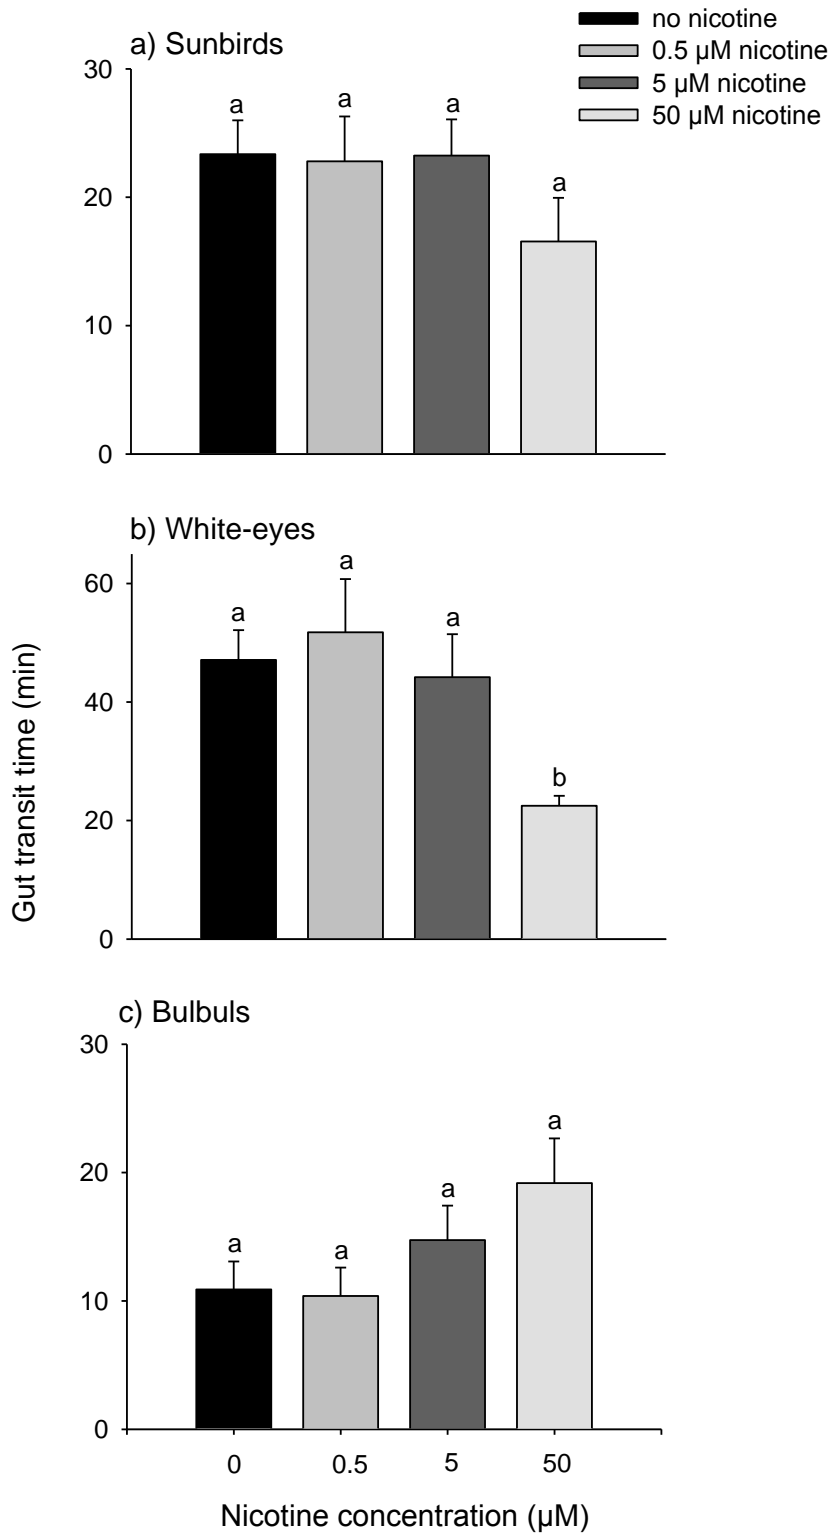 no nicotine
0.5 µM nicotine
5 µM nicotine
50 µM nicotine
a) Sunbirds
30
20
10
0
a
a
a
a
b) White-eyes
60
40
20
0
a
a
a
b
Gut transit time (min)
c) Bulbuls
30
20
10
0
a
a
a
a
0 0.5 5 50
Nicotine concentration (µM)